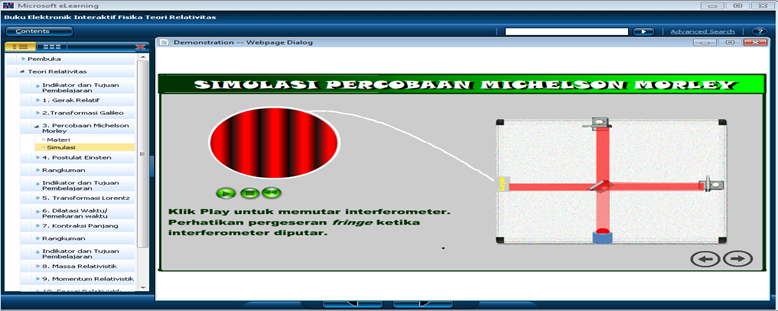 Microsoft eLearning
Buku Elektronik Interaktif Fisika Teori Relativitas
Contents
Advanced Search
?
Demonstration -- Webpage Dialog
Pembuka
Teori Relativitas
Indikator dan Tujuan
Pembelajaran
1. Gerak Relatif
2.Transformasi Galileo
3. Percobaan Michelson
Morley
Materi
Simulasi
4. Postulat Einsten
Rangkuman
Indikator dan Tujuan
Pembelajaran
5. Transformasi Lorentz
6. Dilatasi Waktu/
Pemekaran waktu
7. Kontraksi Panjang
Rangkuman
Indikator dan Tujuan
Pembelajaran
8. Massa Relativistik
9. Momentum Relativistik
SIMULASI PERCOBAAN MICHELSON MORLEY
Klik Play untuk memutar interferometer.
Perhatikan pergeseran fringe ketika
interferometer diputar.